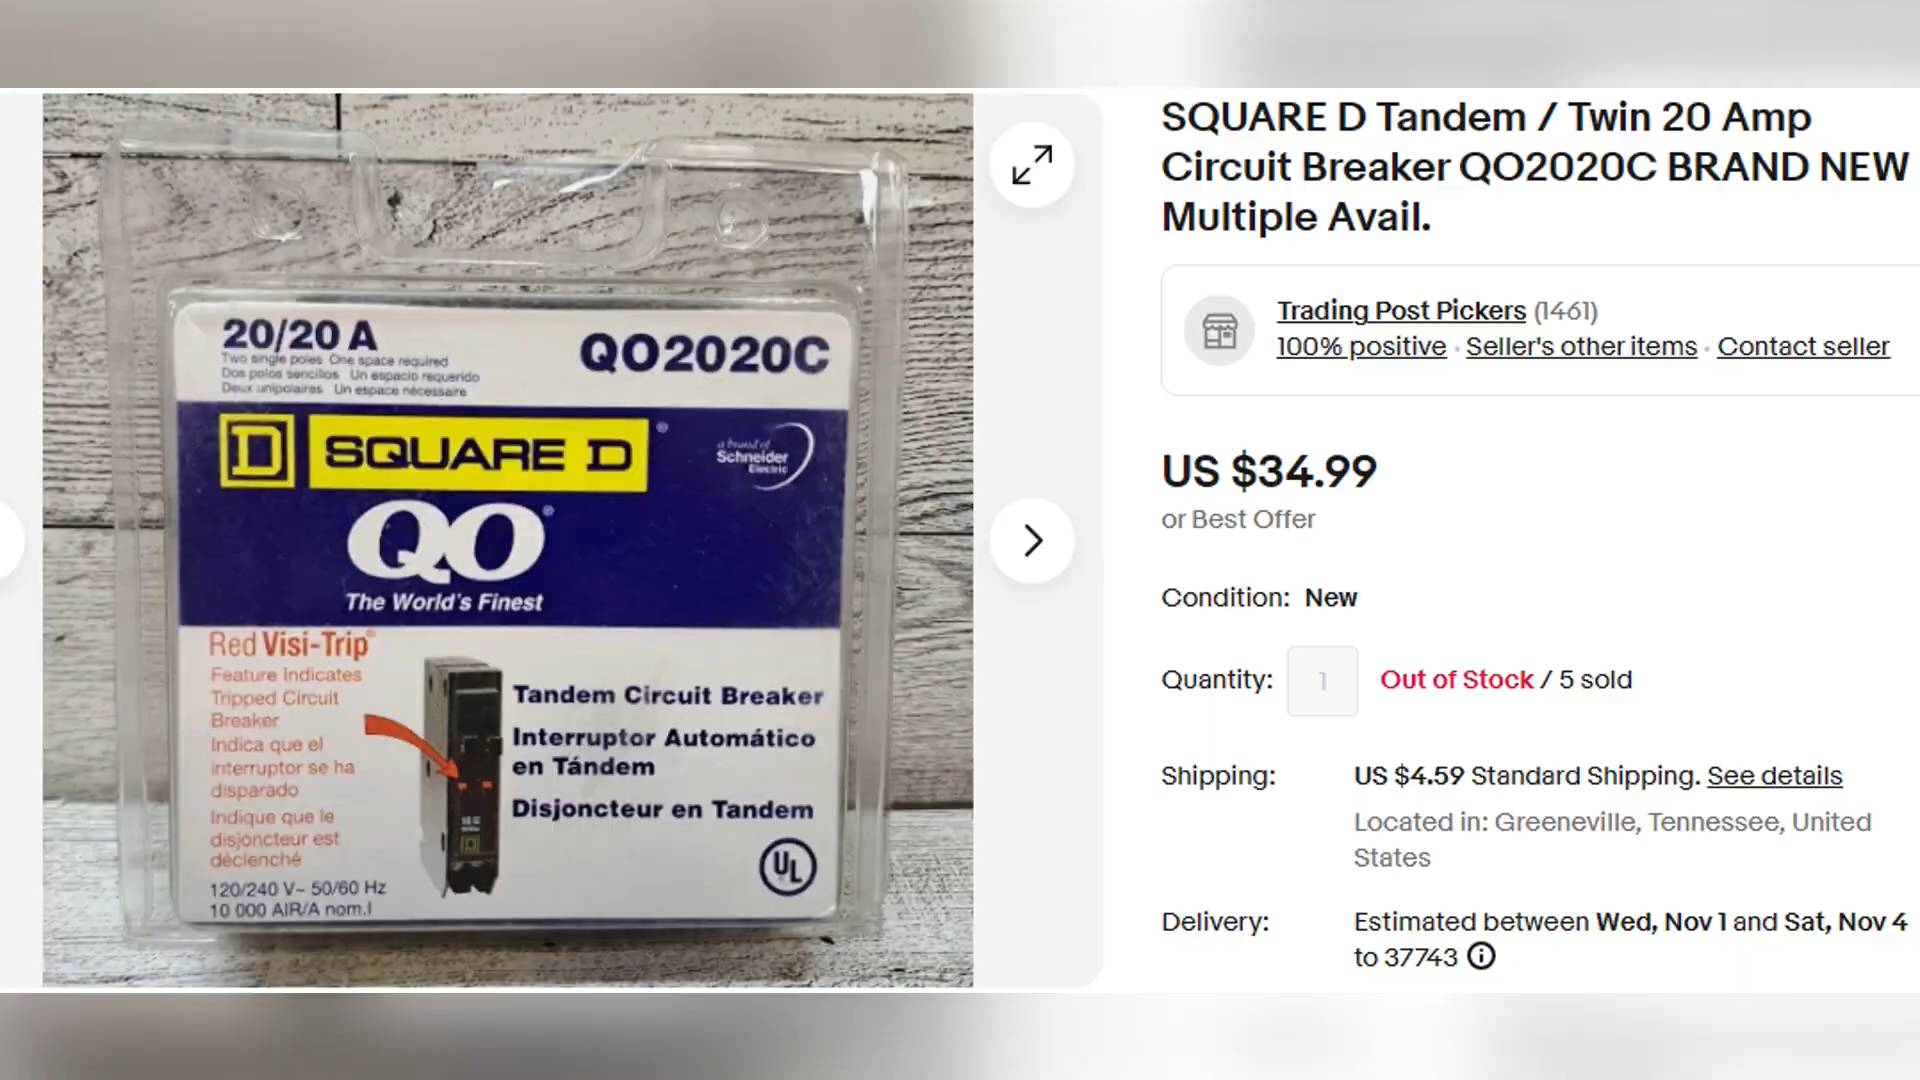 20/20 A
Two single poles One space required
Dos polos sencillos Un espacio requerido
Deux unipolaires Un espace nécessaire
QO2020C
D
SQUARE D ®
a brand of
Schneider
Electric
QO®
The World's Finest
Red Visi-Trip®
Feature Indicates
Tripped Circuit
Breaker
Indica que el
interruptor se ha
disparado
Indique que le
disjoncteur est
déclenché
120/240 V~ 50/60 Hz
10 000 AIR/A nom.I
Tandem Circuit Breaker
Interruptor Automático
en Tándem
Disjoncteur en Tandem
UL
SQUARE D Tandem / Twin 20 Amp
Circuit Breaker QO2020C BRAND NEW
Multiple Avail.
Trading Post Pickers (1461)
100% positive · Seller's other items · Contact seller
US $34.99
or Best Offer
Condition: New
Quantity: 1 Out of Stock / 5 sold
Shipping: US $4.59 Standard Shipping. See details
Located in: Greeneville, Tennessee, United
States
Delivery: Estimated between Wed, Nov 1 and Sat, Nov 4
to 37743